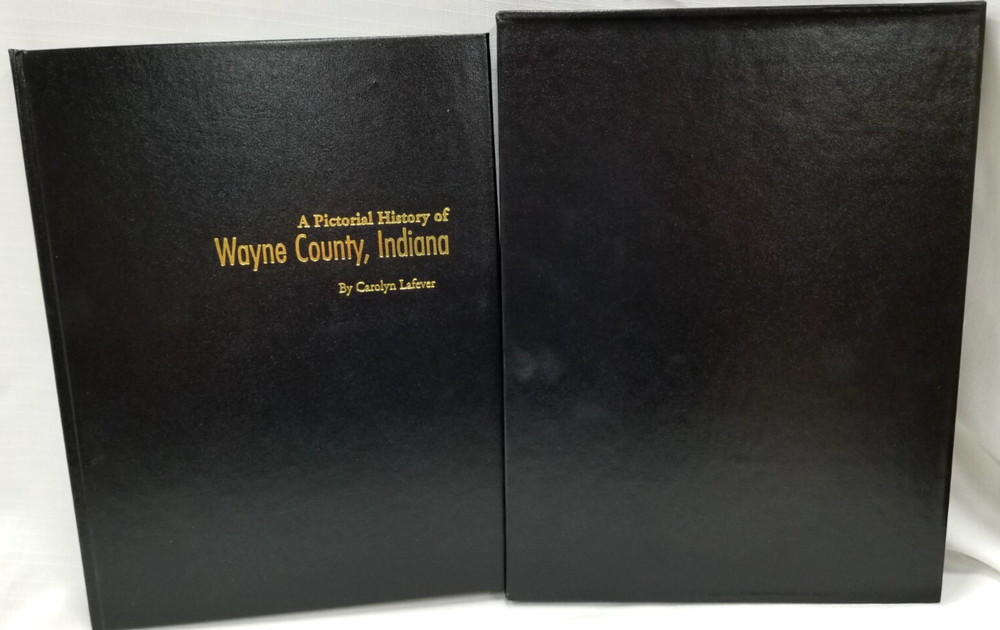 A Pictorial History of
Wayne County, Indiana
By Carolyn Lafever